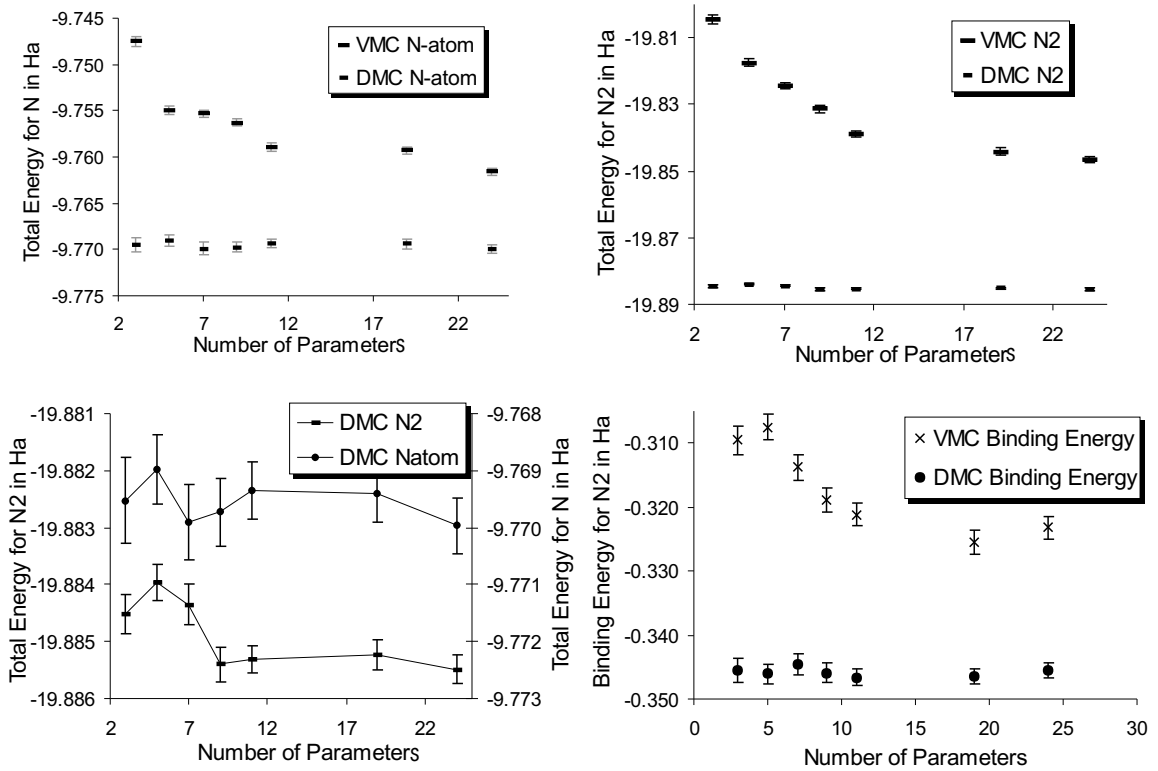 Total Energy for N in Ha
-9.745
-9.750
-9.755
-9.760
-9.765
-9.770
-9.775
VMC N-atom
DMC N-atom
2 7 12 17 22
Number of Parameters
Total Energy for N2 in Ha
-19.81
-19.83
-19.85
-19.87
-19.89
VMC N2
DMC N2
2 7 12 17 22
Number of Parameters
Total Energy for N2 in Ha
-19.881
-19.882
-19.883
-19.884
-19.885
-19.886
DMC N2
DMC Natom
-9.768
-9.769
-9.770
-9.771
-9.772
-9.773
Total Energy for N in Ha
2 7 12 17 22
Number of Parameters
Binding Energy for N2 in Ha
-0.310
-0.320
-0.330
-0.340
-0.350
VMC Binding Energy
DMC Binding Energy
0 5 10 15 20 25 30
Number of Parameters